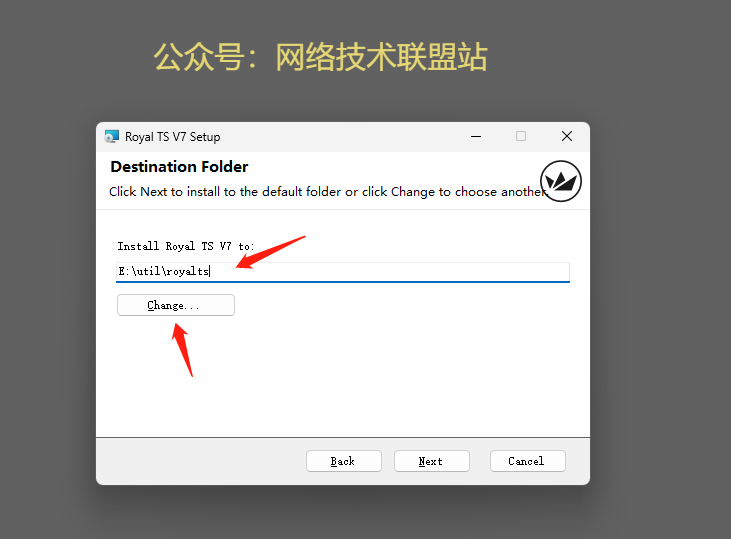 公众号：网络技术联盟站
Royal TS V7 Setup
Destination Folder
Click Next to install to the default folder or click Change to choose another.
Install Royal TS V7 to:
E:\util\royalts
Change...
Back Next Cancel